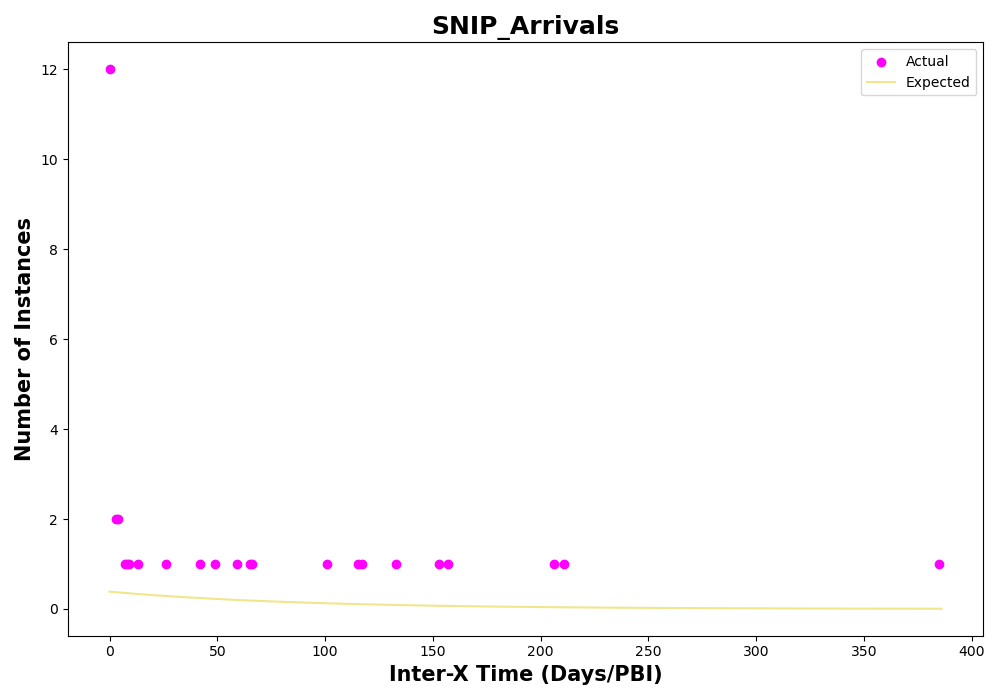 SNIP_Arrivals
Actual
Expected
Number of Instances
12
10
8
6
4
2
0
0 50 100 150 200 250 300 350 400
Inter-X Time (Days/PBI)